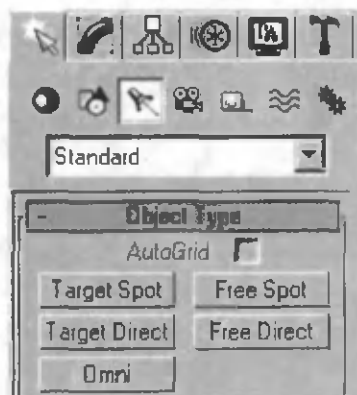 Standard
- Object Type
AutoGrid
Target Spot Free Spot
Target Direct Free Direct
Omni